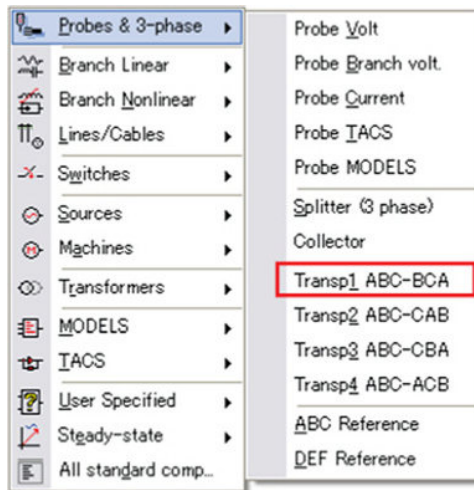 Probes & 3-phase
Branch Linear
Branch Nonlinear
Lines/Cables
Switches
Sources
Machines
Transformers
MODELS
TACS
User Specified
Steady-state
All standard comp...
Probe Volt
Probe Branch volt.
Probe Current
Probe TACS
Probe MODELS
Splitter (3 phase)
Collector
Transp1 ABC-BCA
Transp2 ABC-CAB
Transp3 ABC-CBA
Transp4 ABC-ACB
ABC Reference
DEF Reference